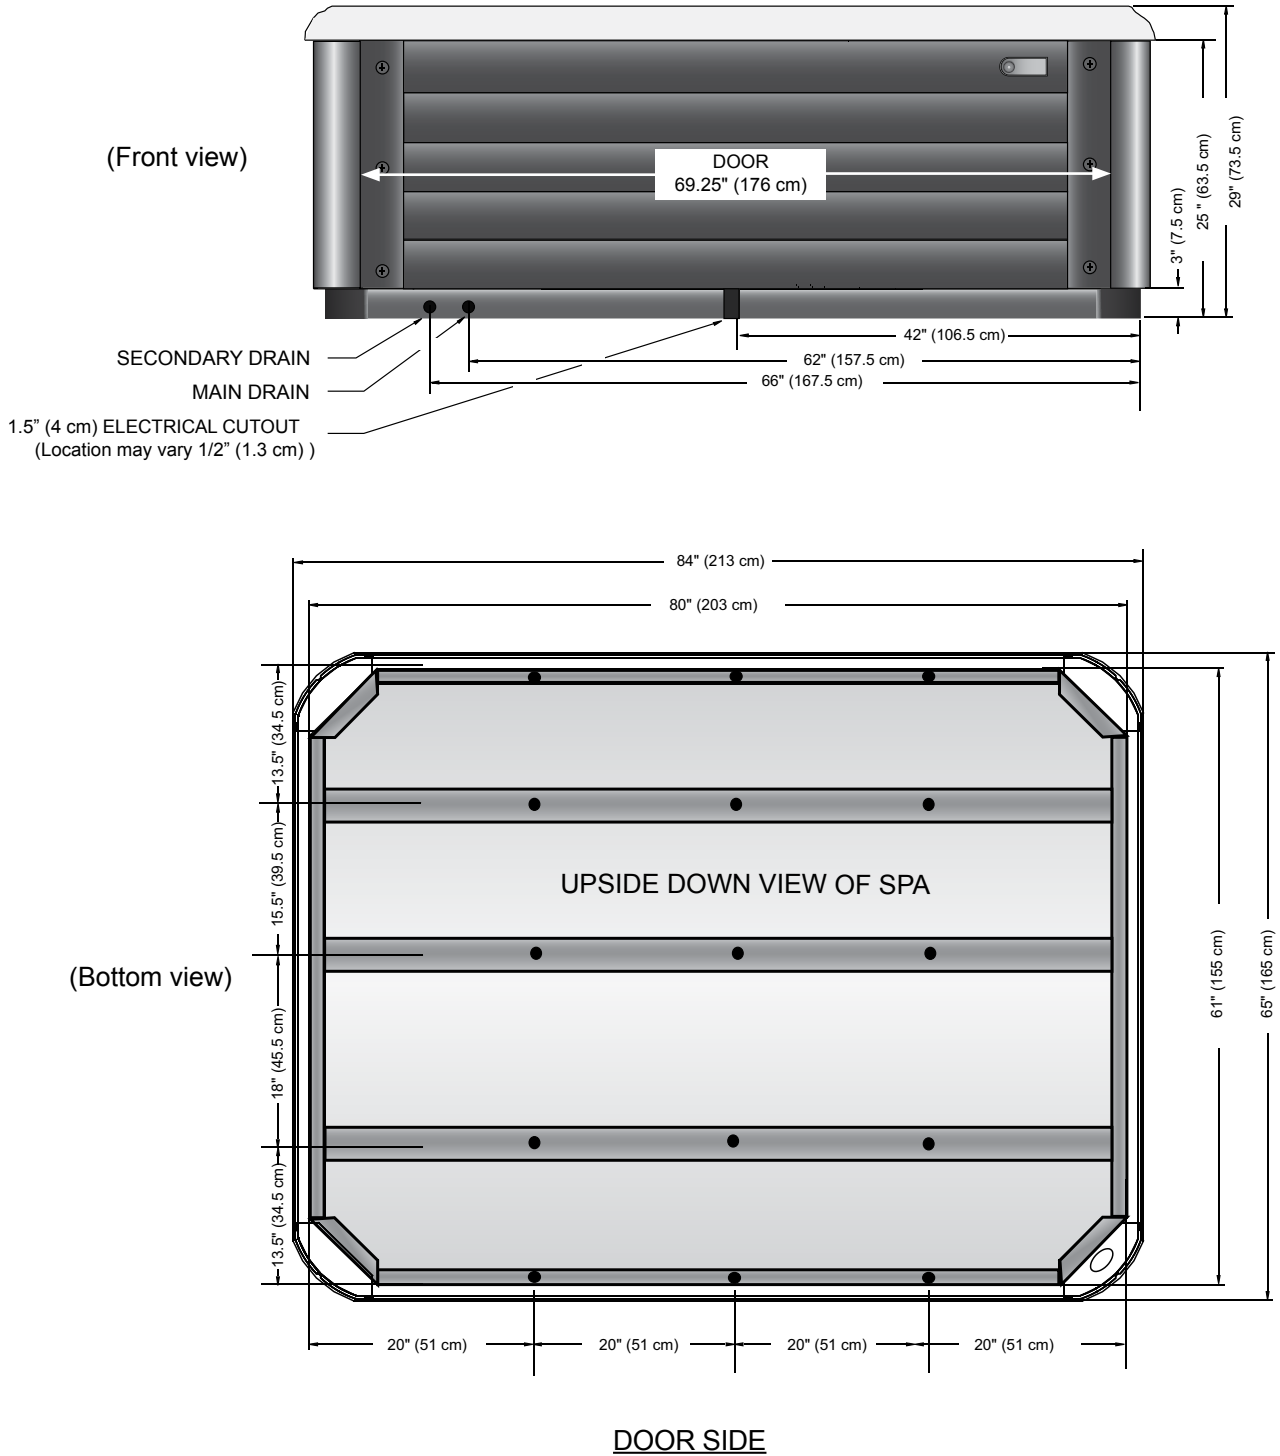 (Front view)
DOOR
69.25" (176 cm)
3" (7.5 cm)
25 " (63.5 cm)
29" (73.5 cm)
42" (106.5 cm)
SECONDARY DRAIN
62" (157.5 cm)
MAIN DRAIN
66" (167.5 cm)
1.5” (4 cm) ELECTRICAL CUTOUT
(Location may vary 1/2” (1.3 cm) )
84" (213 cm)
80" (203 cm)
13.5" (34.5 cm)
15.5" (39.5 cm)
UPSIDE DOWN VIEW OF SPA
(Bottom view)
61" (155 cm)
65" (165 cm)
18" (45.5 cm)
13.5" (34.5 cm)
20" (51 cm)
20" (51 cm)
20" (51 cm)
20" (51 cm)
DOOR SIDE